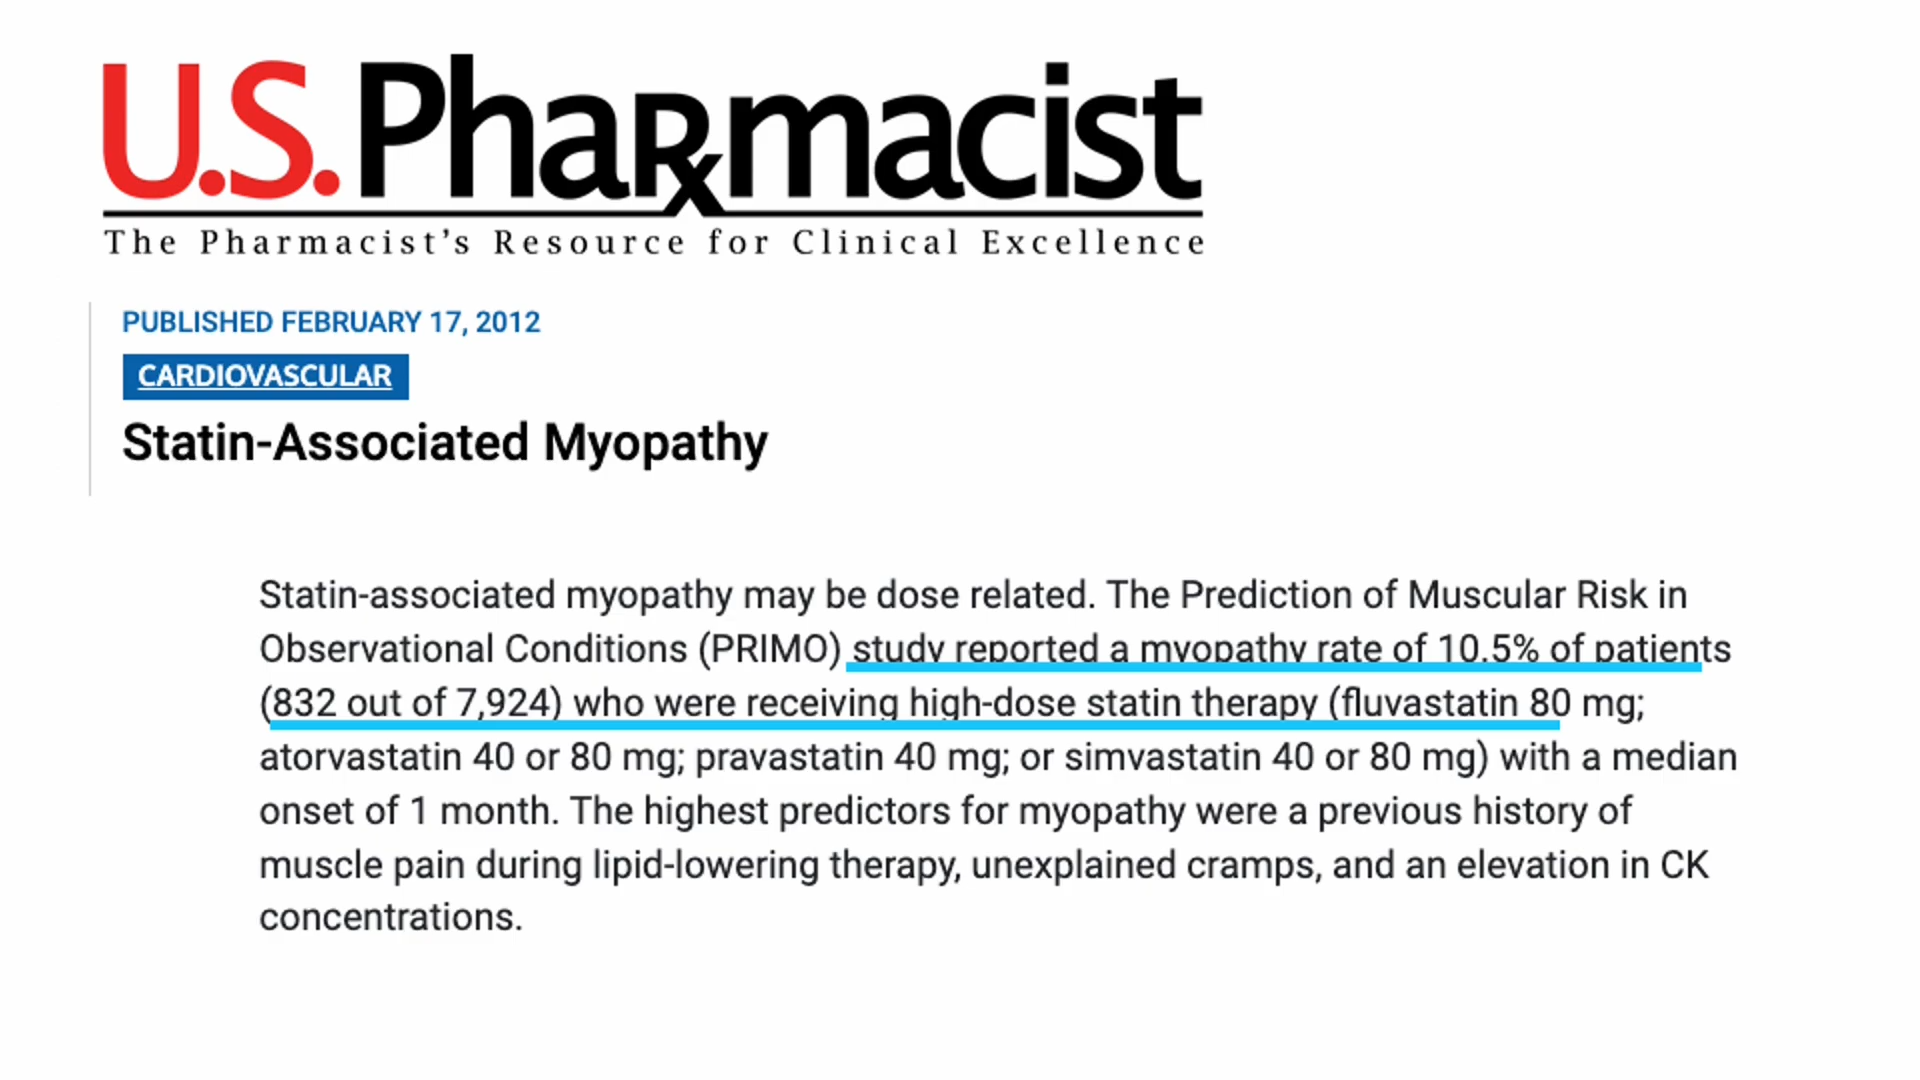 U.S. Pharmacist
The Pharmacist's Resource for Clinical Excellence
PUBLISHED FEBRUARY 17, 2012
CARDIOVASCULAR
Statin-Associated Myopathy
Statin-associated myopathy may be dose related. The Prediction of Muscular Risk in
Observational Conditions (PRIMO) study reported a myopathy rate of 10.5% of patients
(832 out of 7,924) who were receiving high-dose statin therapy (fluvastatin 80 mg;
atorvastatin 40 or 80 mg; pravastatin 40 mg; or simvastatin 40 or 80 mg) with a median
onset of 1 month. The highest predictors for myopathy were a previous history of
muscle pain during lipid-lowering therapy, unexplained cramps, and an elevation in CK
concentrations.